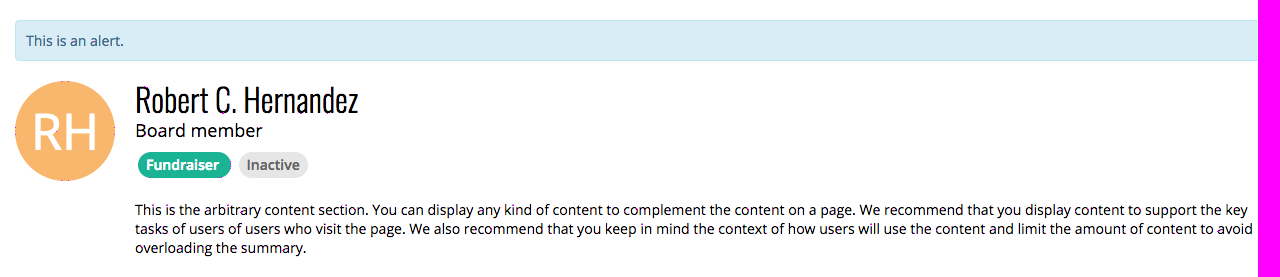 This is an alert.
RH
Robert C. Hernandez
Board member
Fundraiser Inactive
This is the arbitrary content section. You can display any kind of content to complement the content on a page. We recommend that you display content to support the key
tasks of users of users who visit the page. We also recommend that you keep in mind the context of how users will use the content and limit the amount of content to avoid
overloading the summary.